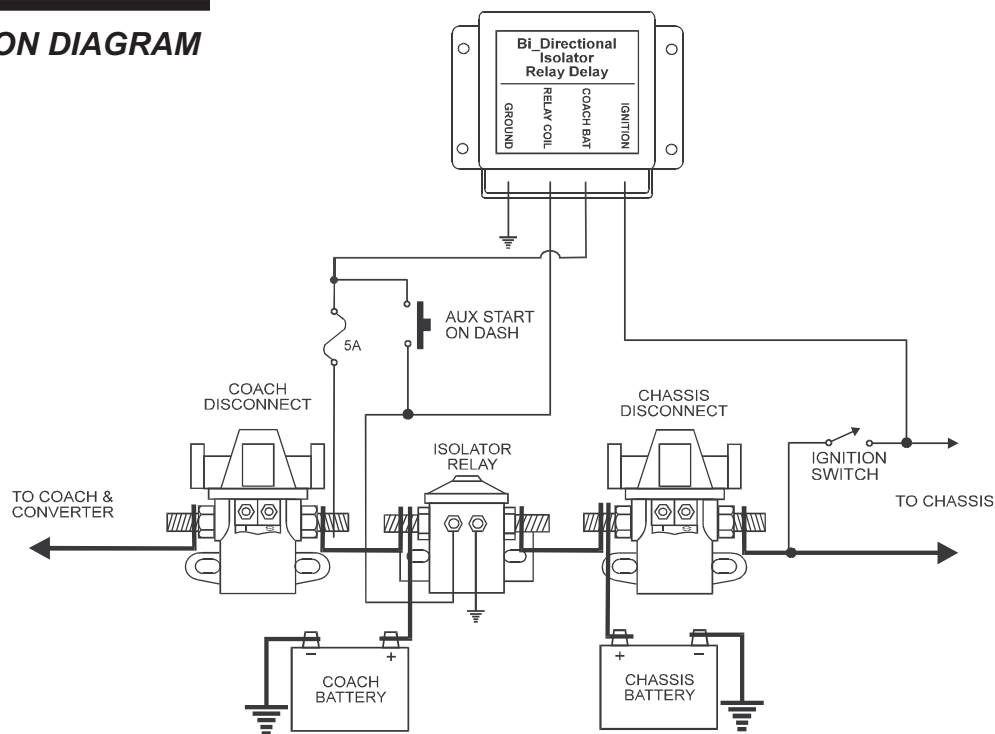 ON DIAGRAM
Bi_Directional
Isolator
Relay Delay
GROUND
RELAY COIL
COACH BAT
IGNITION
AUX START
ON DASH
5A
COACH
DISCONNECT
CHASSIS
DISCONNECT
ISOLATOR
RELAY
IGNITION
SWITCH
TO COACH &
CONVERTER
TO CHASSIS
S
S
- +
COACH
BATTERY
+ -
CHASSIS
BATTERY